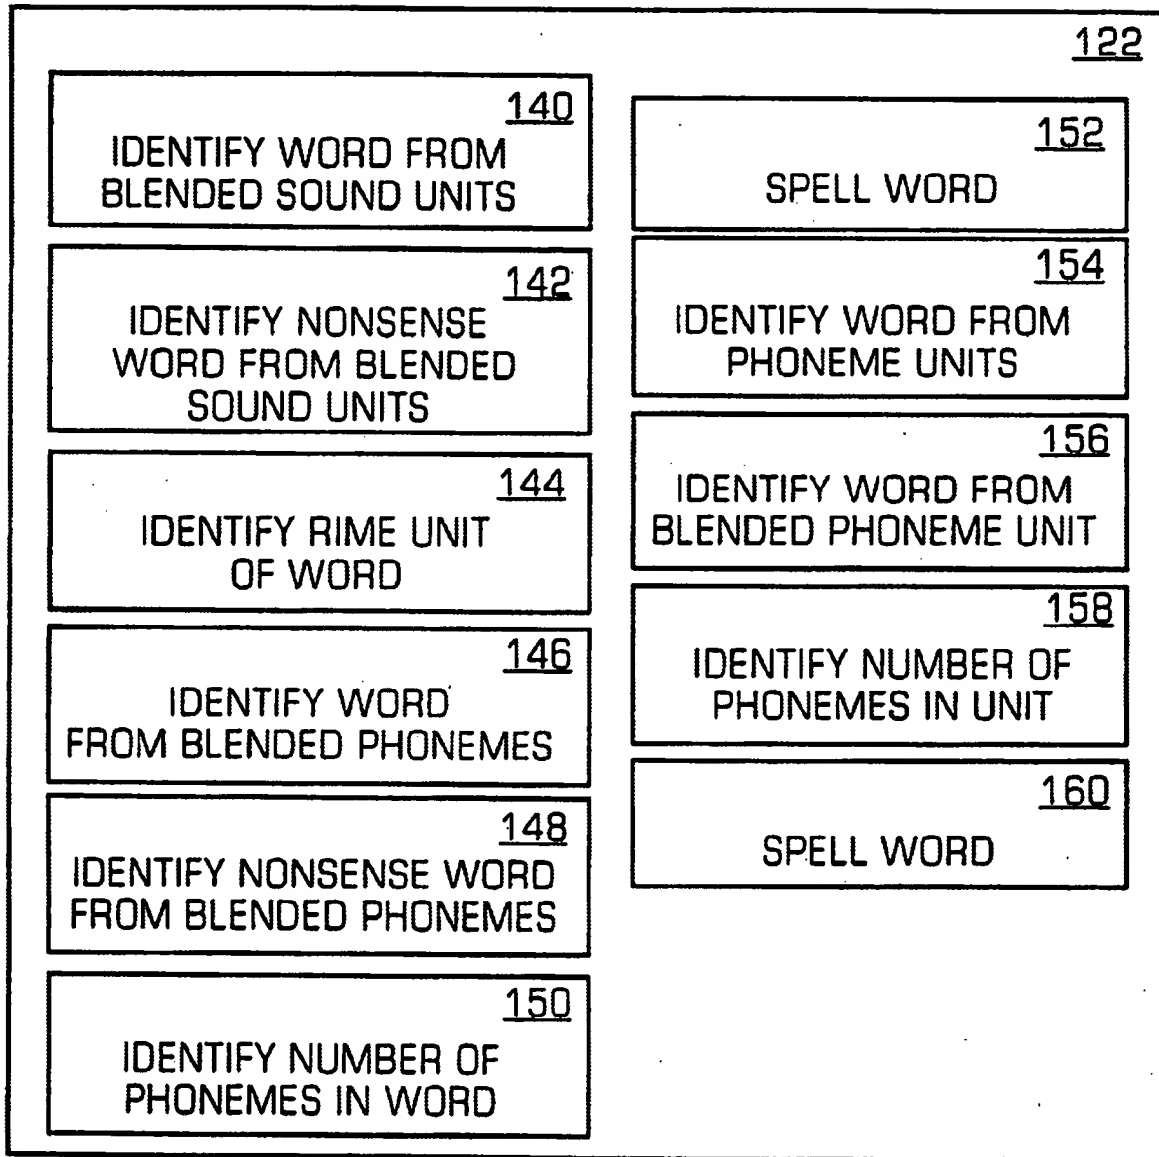 122
140
IDENTIFY WORD FROM
BLENDED SOUND UNITS
142
IDENTIFY NONSENSE
WORD FROM BLENDED
SOUND UNITS
144
IDENTIFY RIME UNIT
OF WORD
146
IDENTIFY WORD
FROM BLENDED PHONEMES
148
IDENTIFY NONSENSE WORD
FROM BLENDED PHONEMES
150
IDENTIFY NUMBER OF
PHONEMES IN WORD
152
SPELL WORD
154
IDENTIFY WORD FROM
PHONEME UNITS
156
IDENTIFY WORD FROM
BLENDED PHONEME UNIT
158
IDENTIFY NUMBER OF
PHONEMES IN UNIT
160
SPELL WORD